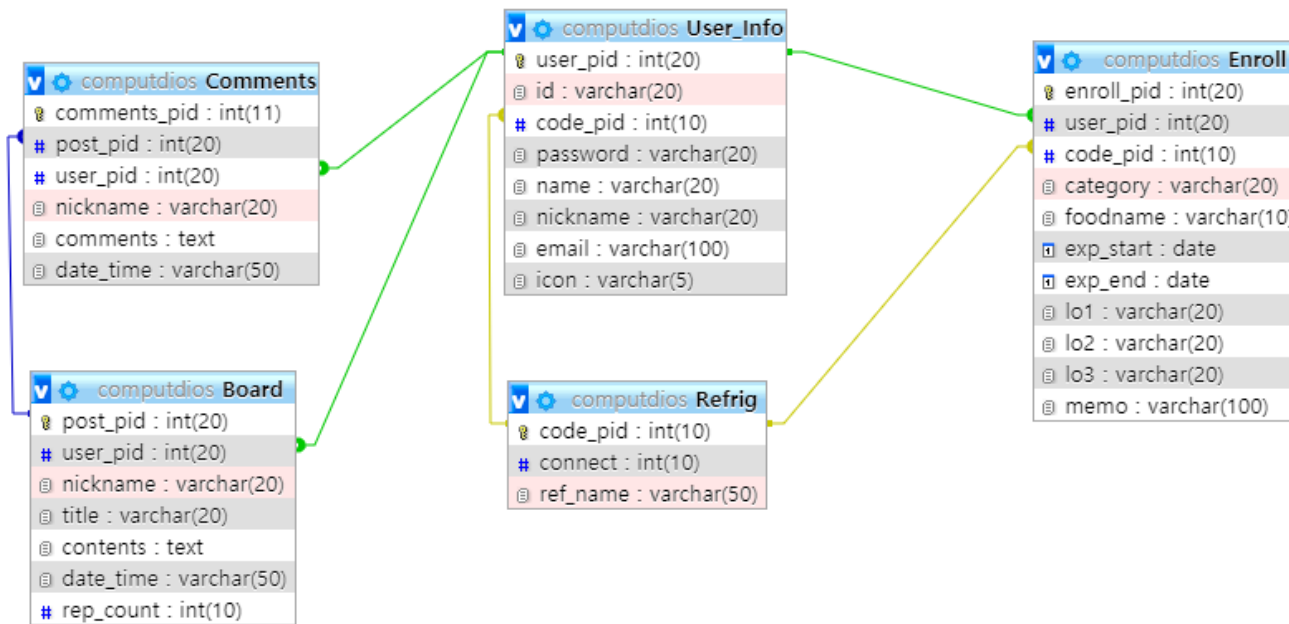 computdios Comments
comments_pid : int(11)
post_pid : int(20)
user_pid : int(20)
nickname : varchar(20)
comments : text
date_time : varchar(50)
computdios Board
post_pid : int(20)
user_pid : int(20)
nickname : varchar(20)
title : varchar(20)
contents : text
date_time : varchar(50)
rep_count : int(10)
computdios User_Info
user_pid : int(20)
id : varchar(20)
code_pid : int(10)
password : varchar(20)
name : varchar(20)
nickname : varchar(20)
email : varchar(100)
icon : varchar(5)
computdios Refrig
code_pid : int(10)
connect : int(10)
ref_name : varchar(50)
computdios Enroll
enroll_pid : int(20)
user_pid : int(20)
code_pid : int(10)
category : varchar(20)
foodname : varchar(10)
exp_start : date
exp_end : date
lo1 : varchar(20)
lo2 : varchar(20)
lo3 : varchar(20)
memo : varchar(100)